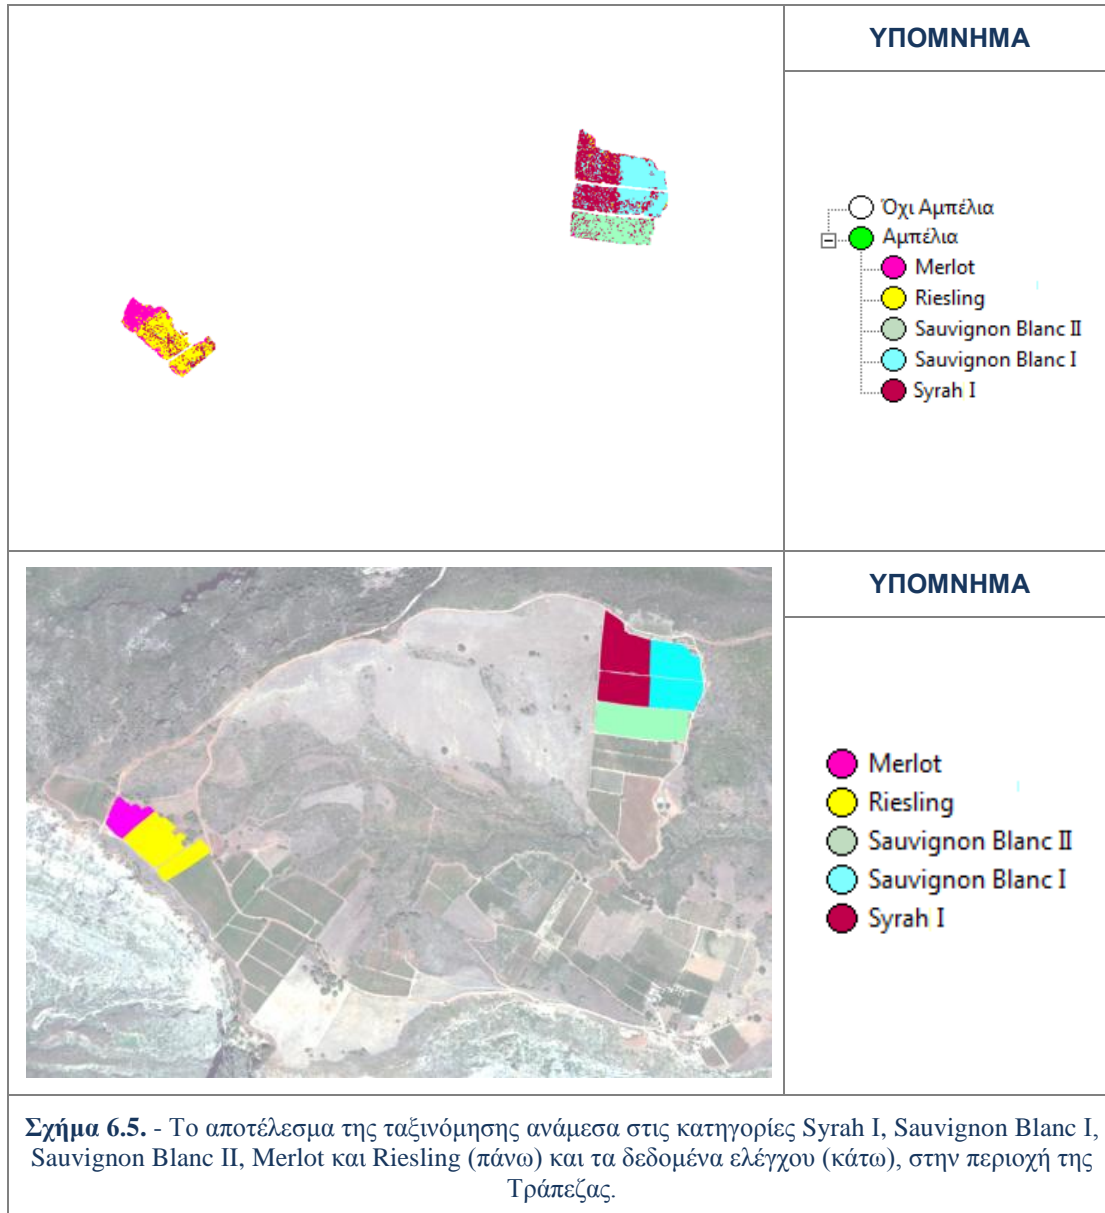 ΥΠΟΜΝΗΜΑ
Όχι Αμπέλια
Αμπέλια
Merlot
Riesling
Sauvignon Blanc II
Sauvignon Blanc I
Syrah I
ΥΠΟΜΝΗΜΑ
Merlot
Riesling
Sauvignon Blanc II
Sauvignon Blanc I
Syrah I
Σχήμα 6.5. - Το αποτέλεσμα της ταξινόμησης ανάμεσα στις κατηγορίες Syrah I, Sauvignon Blanc I,
Sauvignon Blanc II, Merlot και Riesling (πάνω) και τα δεδομένα ελέγχου (κάτω), στην περιοχή της
Τράπεζας.